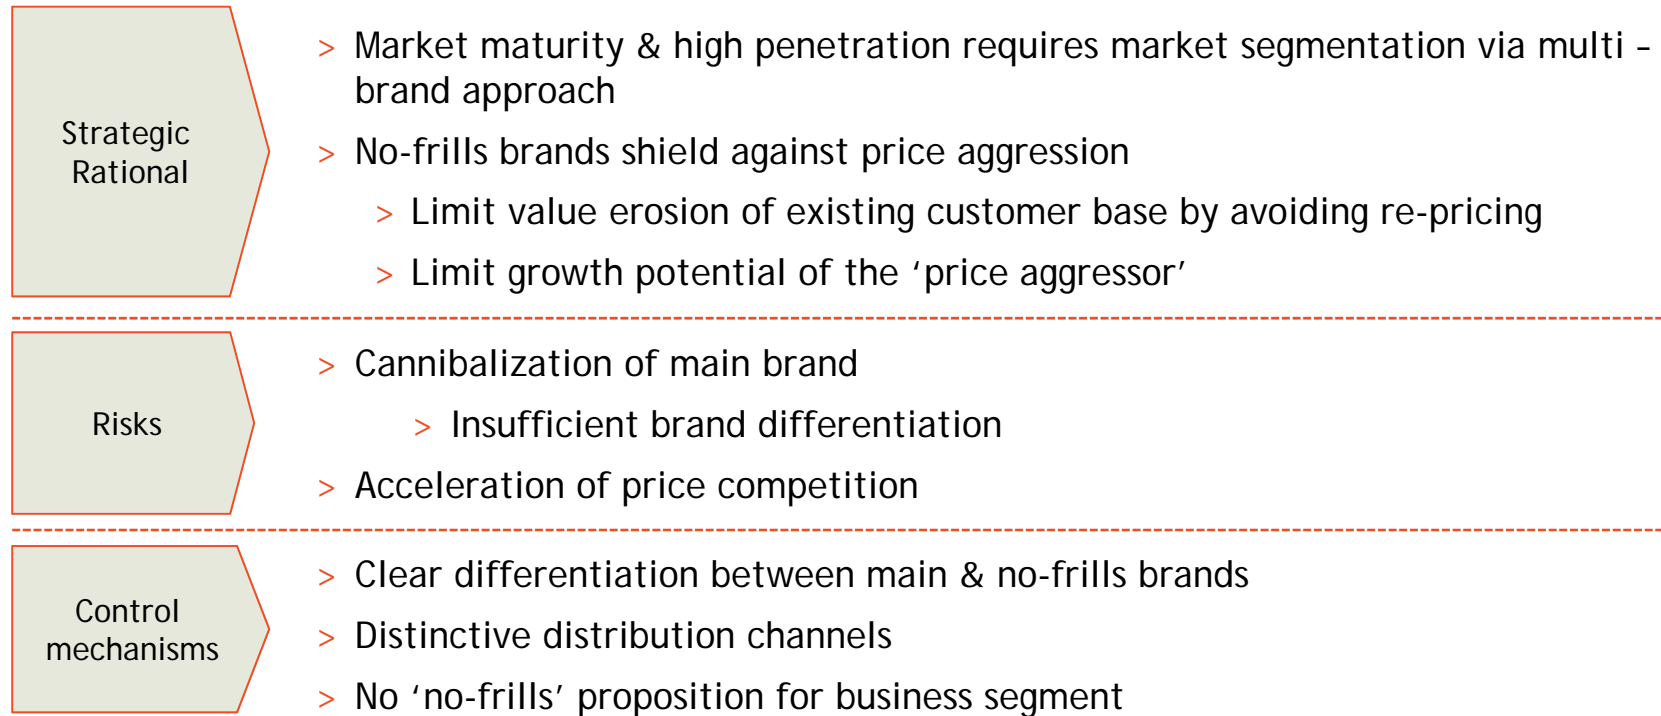 Strategic
Rational
> Market maturity & high penetration requires market segmentation via multi –
brand approach
> No-frills brands shield against price aggression
> Limit value erosion of existing customer base by avoiding re-pricing
> Limit growth potential of the ‘price aggressor’
Risks
> Cannibalization of main brand
> Insufficient brand differentiation
> Acceleration of price competition
Control
mechanisms
> Clear differentiation between main & no-frills brands
> Distinctive distribution channels
> No ‘no-frills’ proposition for business segment